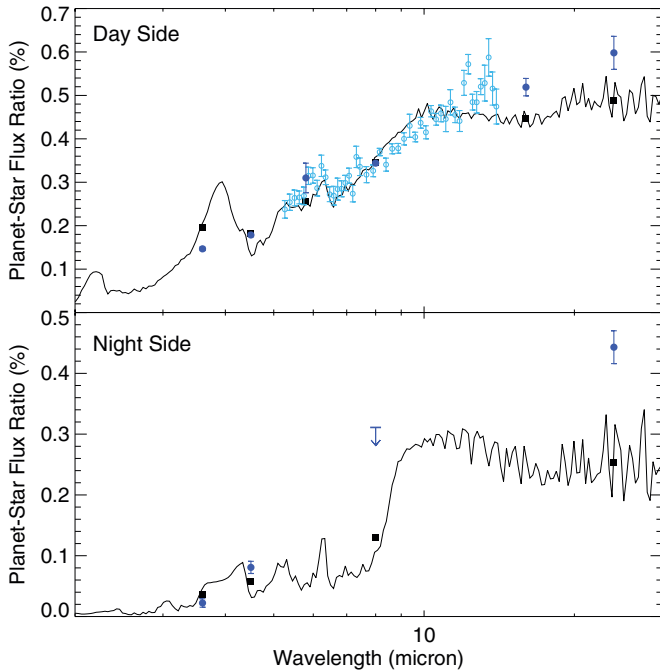 Day Side
Planet-Star Flux Ratio (%)
0.7
0.6
0.5
0.4
0.3
0.2
0.1
0.5
Night Side
Planet-Star Flux Ratio (%)
0.4
0.3
0.2
0.1
0.0
10
Wavelength (micron)